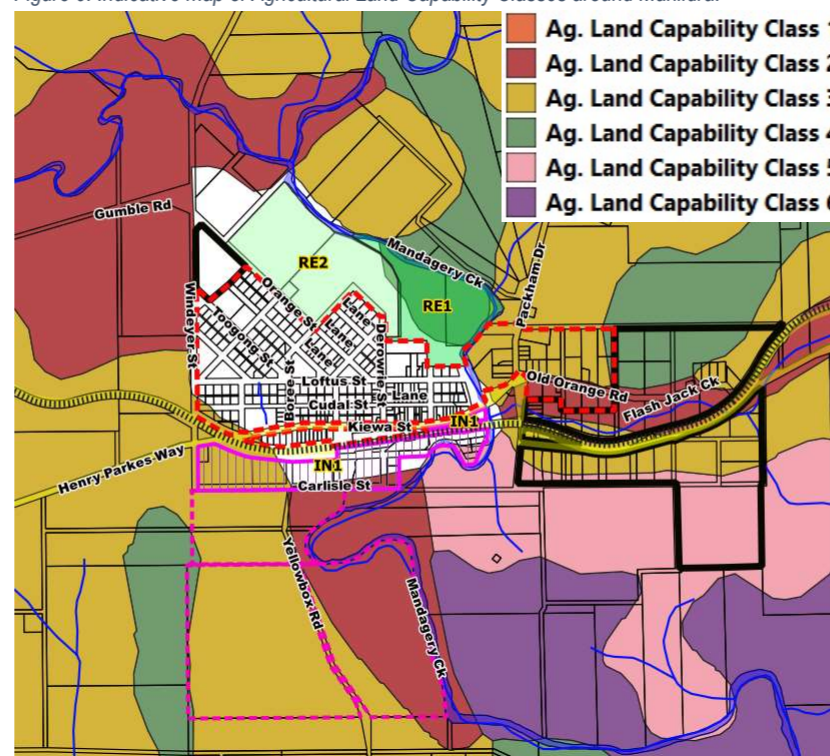 Ag. Land Capability Class
Ag. Land Capability Class
Ag. Land Capability Class
Ag. Land Capability Class
Ag. Land Capability Class
Ag. Land Capability Class
Gumble Rd
RE2
Mandagery Ck
RE1
Packham Dr
Windeyer St
Orange St
Toogong St
Lane
Lane
Lane
Derowie St
Boree St
Loftus St
Lane
Cudal St
Kiewa St
IN1
Old Orange Rd
Flash Jack Ck
Henry Parkes Way
IN1
Carlisle St
Yellowbox Rd
Mandagery Ck